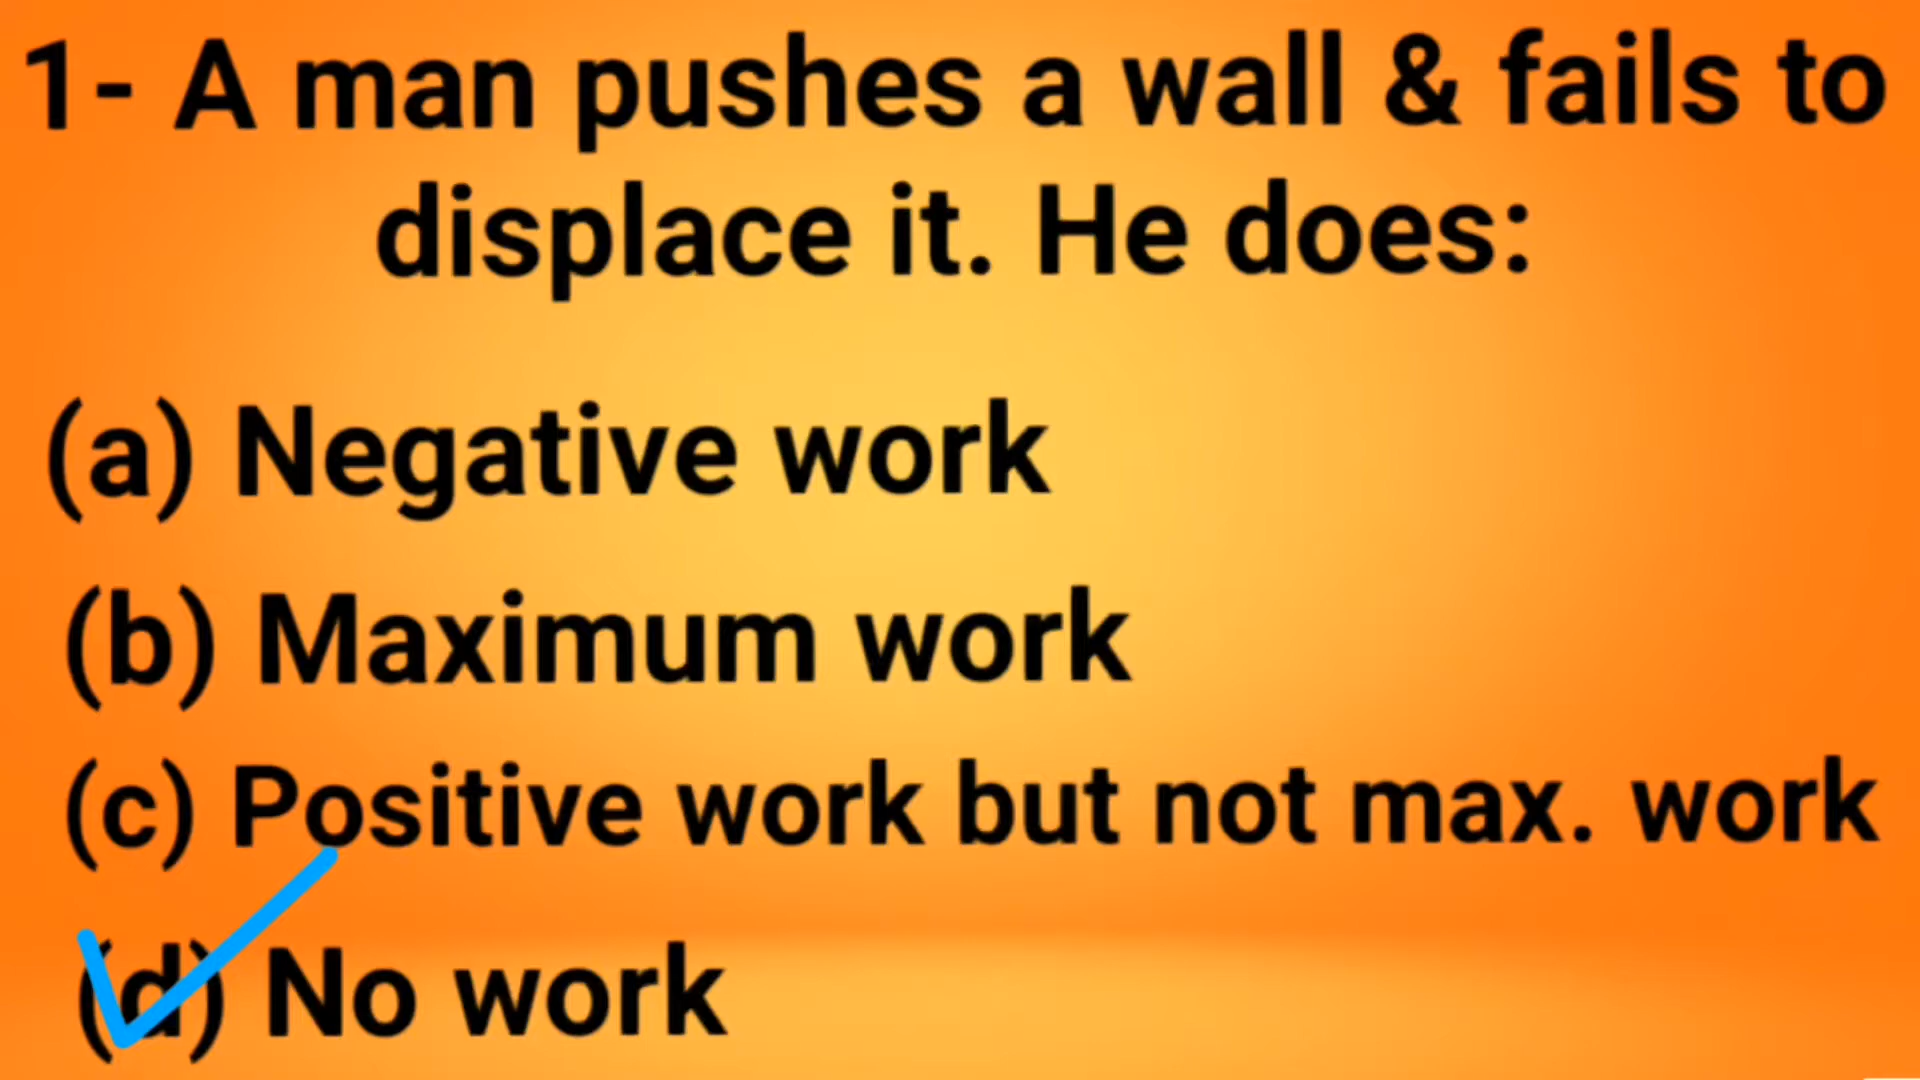 1- A man pushes a wall & fails to
displace it. He does:
(a) Negative work
(b) Maximum work
(c) Positive work but not max. work
(d) No work